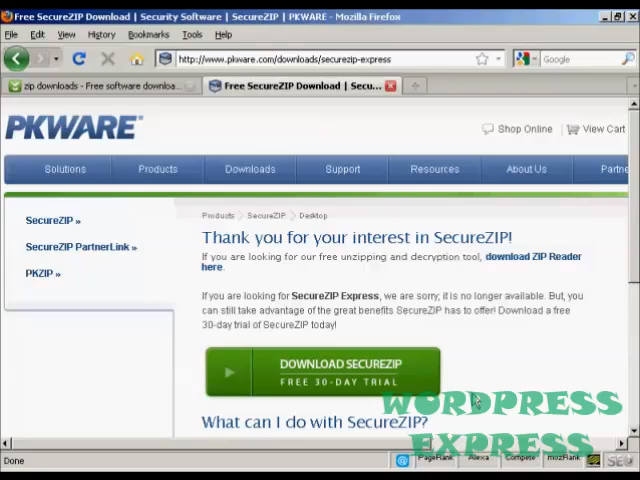 Free SecureZIP Download | Security Software | SecureZIP | PKWARE - Mozilla Firefox
File Edit View History Bookmarks Tools Help
http://www.pkware.com/downloads/securezip-express
Google
zip downloads - Free software downloa...
Free SecureZIP Download | Secu...
PKWARE®
Shop Online View Cart
Solutions Products Downloads Support Resources About Us Partne
SecureZIP »
SecureZIP PartnerLink »
PKZIP »
Products SecureZIP Desktop
Thank you for your interest in SecureZIP!
If you are looking for our free unzipping and decryption tool, download ZIP Reader
here.
If you are looking for SecureZIP Express, we are sorry; it is no longer available. But, you
can still take advantage of the great benefits SecureZIP has to offer! Download a free
30-day trial of SecureZIP today!
DOWNLOAD SECUREZIP
FREE 30-DAY TRIAL
What can I do with SecureZIP?
WORDPRESS
EXPRESS
Done
PageRank Alexa Compete mozRank SEO